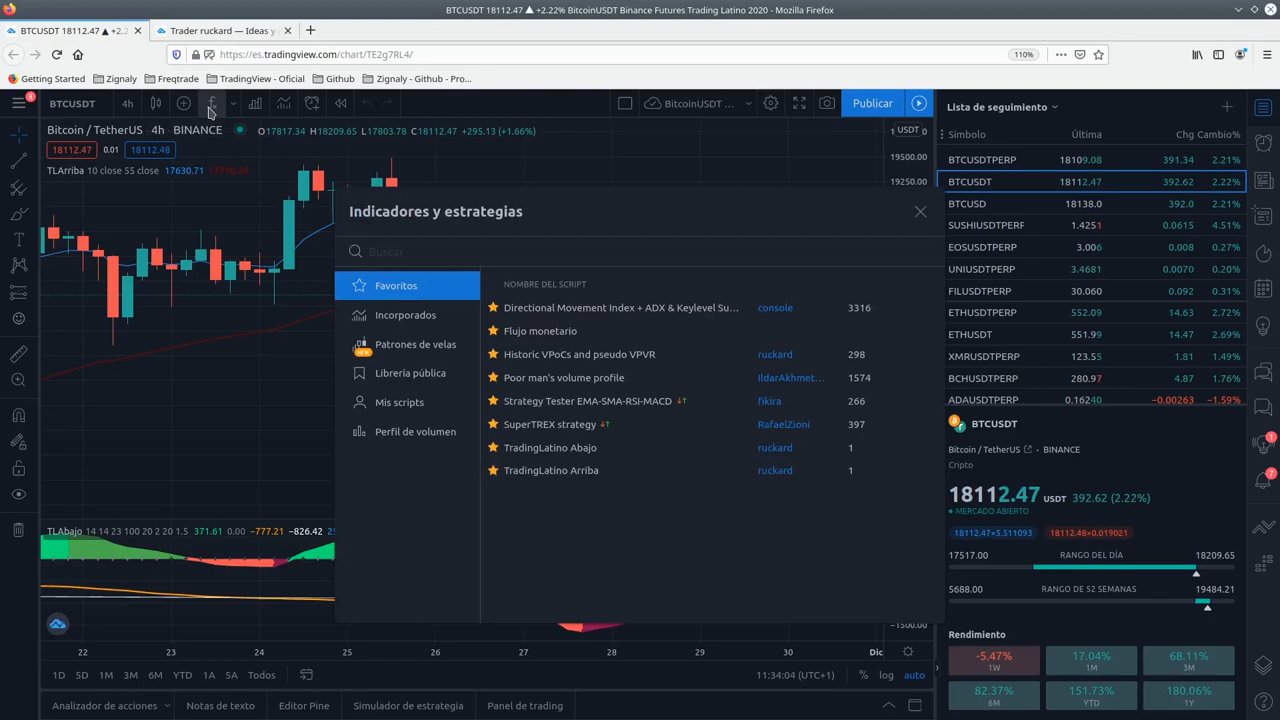 BTCUSDT 18112.47 ▲ +2.22% BitcoinUSDT Binance Futures Trading Latino 2020 - Mozilla Firefox
BTCUSDT 18112.47 ▲ +2.2
Trader ruckard — Ideas y
https://es.tradingview.com/chart/TE2g7RL4/
110%
Getting Started
Zignaly
Freqtrade
TradingView - Oficial
Github
Zignaly - Github - Pro...
8
BTCUSDT
4h
BitcoinUSDT ...
Publicar
Lista de seguimiento
Bitcoin / TetherUS 4h · BINANCE
O17817.34 H18209.65 L17803.78 C18112.47 +295.13 (+1.66%)
USDT
18112.47
0.01
18112.48
TLArriba 10 close 55 close 17630.71 17710.24
19500.00
19250.00
Símbolo Última Chg Cambio%
BTCUSDTPERP 18109.08 391.34 2.21%
BTCUSDT 18112.47 392.62 2.22%
BTCUSD 18138.0 392.0 2.21%
SUSHIUSDTPERF 1.4251 0.0615 4.51%
EOSUSDTPERP 3.006 0.008 0.27%
UNIUSDTPERP 3.4681 0.0070 0.20%
FILUSDTPERP 30.060 0.092 0.31%
ETHUSDTPERP 552.09 14.63 2.72%
ETHUSDT 551.99 14.47 2.69%
XMRUSDTPERP 123.55 1.81 1.49%
BCHUSDTPERP 280.97 4.87 1.76%
ADAUSDTPERP 0.16240 -0.00263 -1.59%
Indicadores y estrategias
Buscar
Favoritos
Incorporados
Patrones de velas
NEW
Librería pública
Mis scripts
Perfil de volumen
NOMBRE DEL SCRIPT
Directional Movement Index + ADX & Keylevel Su... console 3316
Flujo monetario
Historic VPoCs and pseudo VPVR ruckard 298
Poor man's volume profile IldarAkhmet... 1574
Strategy Tester EMA-SMA-RSI-MACD fikira 266
SuperTREX strategy RafaelZioni 397
TradingLatino Abajo ruckard 1
TradingLatino Arriba ruckard 1
BTCUSDT
Bitcoin / TetherUS • BINANCE
Cripto
18112.47 USDT 392.62 (2.22%)
MERCADO ABIERTO
18112.47×5.511093
18112.48×0.019021
17517.00 RANGO DEL DÍA 18209.65
5688.00 RANGO DE 52 SEMANAS 19484.21
Rendimiento
-5.47%
1W
17.04%
1M
68.11%
3M
82.37%
6M
151.73%
YTD
180.06%
1Y
1
2
TLAbajo 14 14 23 100 20 2 20 1.5 371.61 0.00 −777.21 −826.42
−1500.00
22 23 24 25 26 27 28 29 30 Dic
1D 5D 1M 3M 6M YTD 1A 5A Todos
11:34:04 (UTC+1)
% log auto
Analizador de acciones
Notas de texto
Editor Pine
Simulador de estrategia
Panel de trading